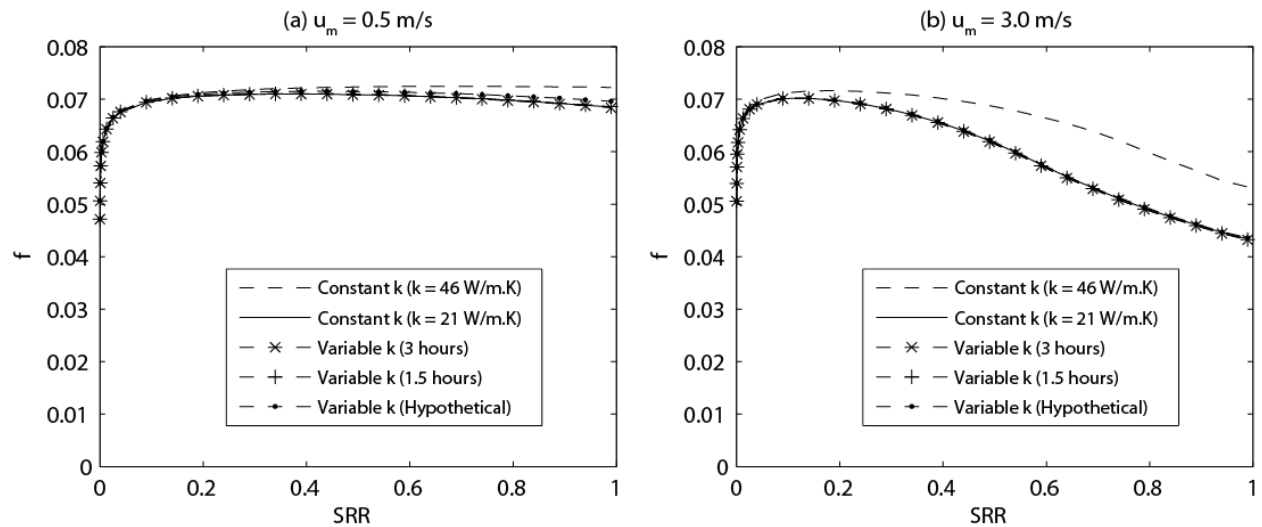 (a) u_m = 0.5 m/s
0.08
0.07
0.06
0.05
0.04
0.03
0.02
0.01
0
f
0 0.2 0.4 0.6 0.8 1
SRR
Constant k (k = 46 W/m.K)
Constant k (k = 21 W/m.K)
Variable k (3 hours)
Variable k (1.5 hours)
Variable k (Hypothetical)
(b) u_m = 3.0 m/s
0.08
0.07
0.06
0.05
0.04
0.03
0.02
0.01
0
f
0 0.2 0.4 0.6 0.8 1
SRR
Constant k (k = 46 W/m.K)
Constant k (k = 21 W/m.K)
Variable k (3 hours)
Variable k (1.5 hours)
Variable k (Hypothetical)